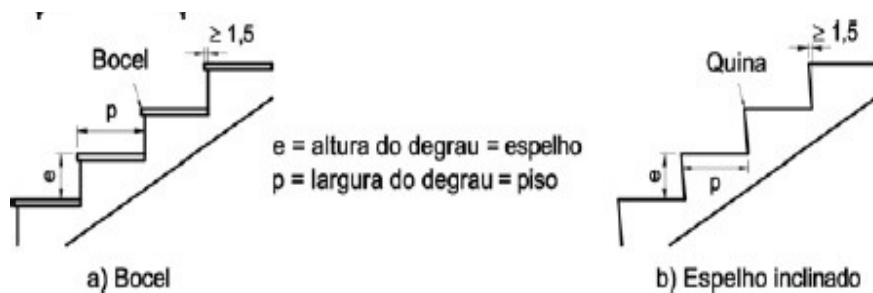 ≥ 1,5
Bocel
p
e
a) Bocel
e = altura do degrau = espelho
p = largura do degrau = piso
≥ 1,5
Quina
e
p
b) Espelho inclinado